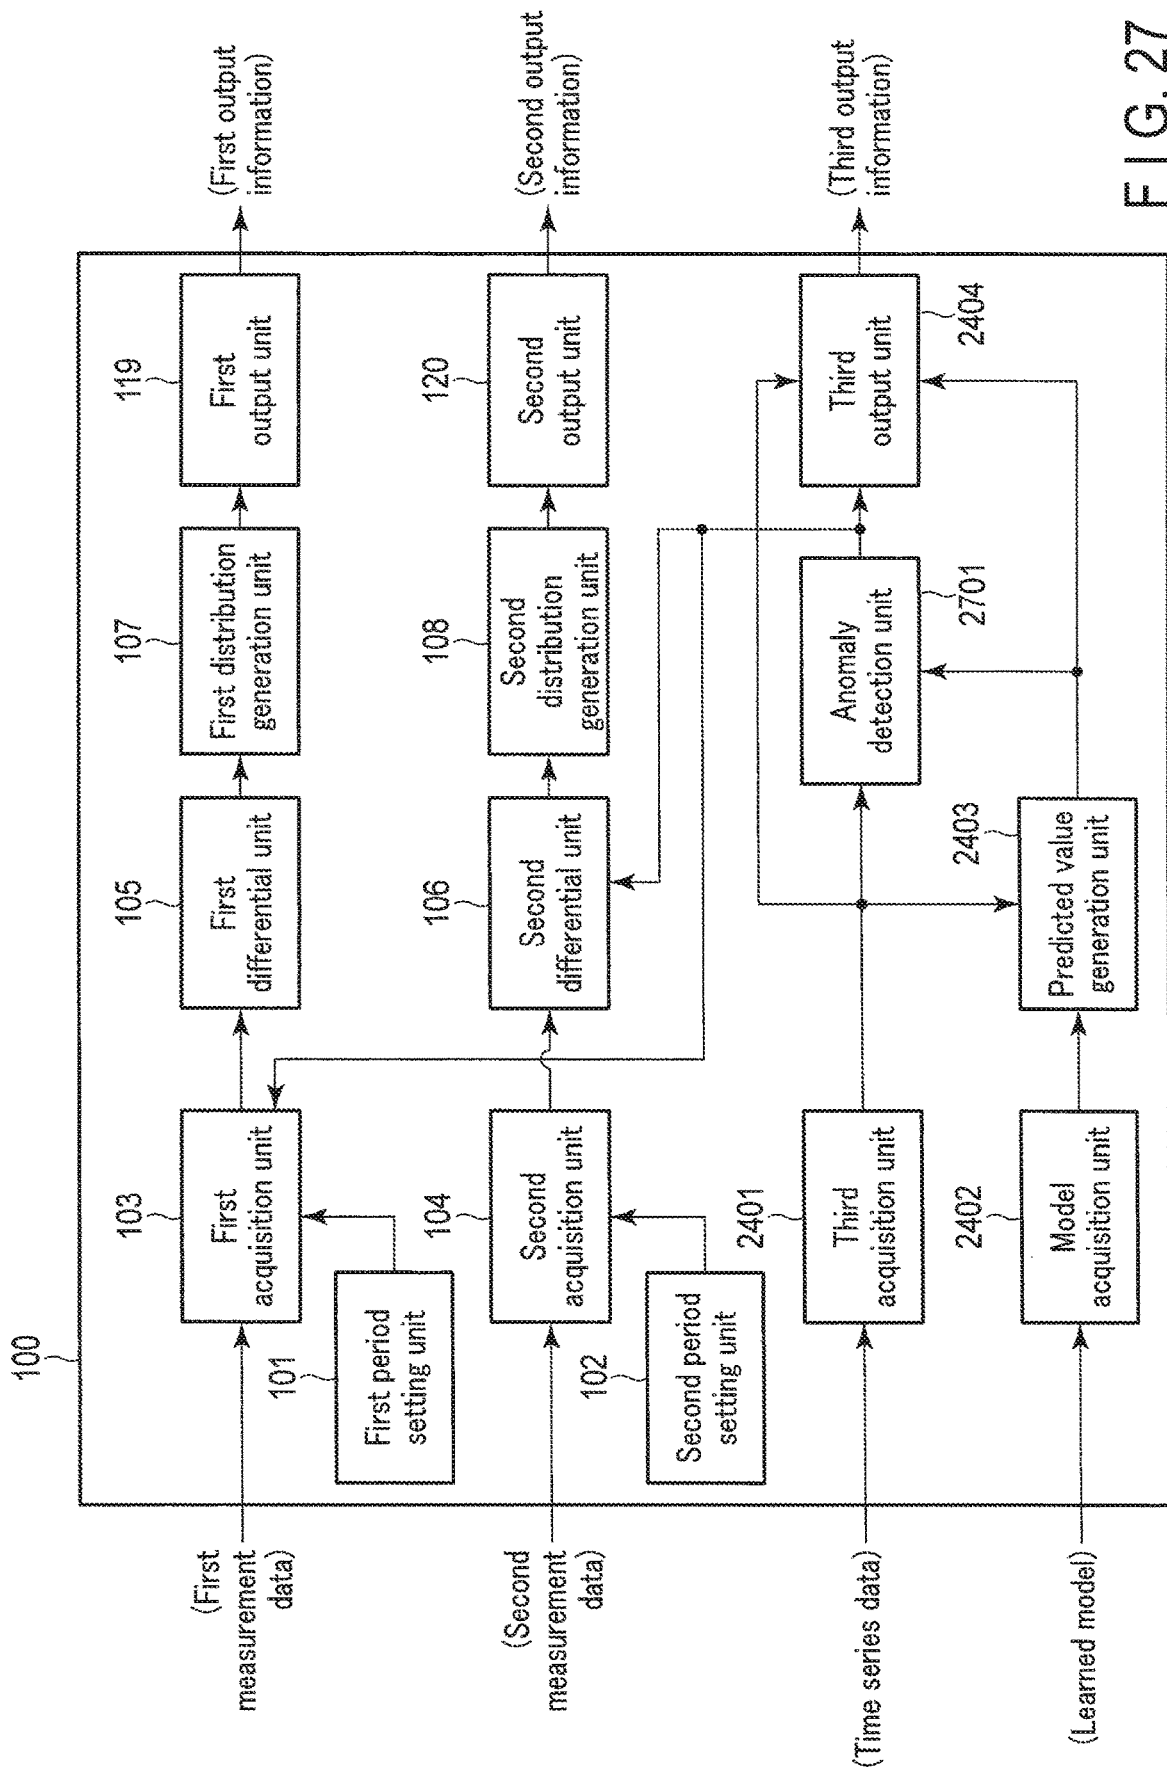 100
(First
measurement
data)
103
First
acquisition unit
105
First
differential unit
107
First distribution
generation unit
119
First
output unit
(First output
information)
101
First period
setting unit
(Second
measurement
data)
104
Second
acquisition unit
106
Second
differential unit
108
Second
distribution
generation unit
120
Second
output unit
(Second output
information)
102
Second period
setting unit
(Time series data)
2401
Third
acquisition unit
Anomaly
detection unit
2701
Third
output unit
2404
(Third output
information)
(Learned model)
2402
Model
acquisition unit
2403
Predicted value
generation unit
FIG. 27